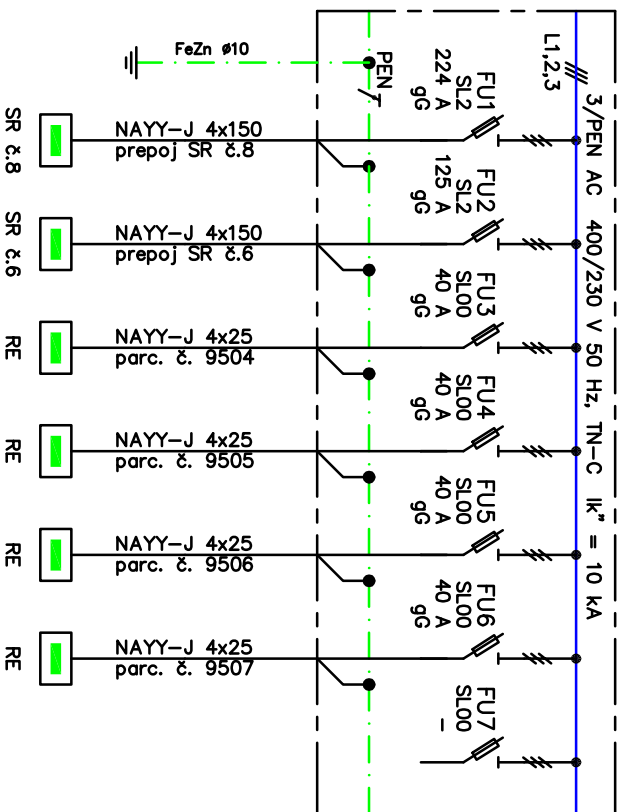 3/PEN AC 400/230 V 50 Hz, TN-C Ik" = 10 kA
L1,2,3
FU1
SL2
224 A
gG
FU2
SL2
125 A
gG
FU3
SL00
40 A
gG
FU4
SL00
40 A
gG
FU5
SL00
40 A
gG
FU6
SL00
40 A
gG
FU7
SL00
–
PEN
FeZn ø10
NAYY-J 4x150
prepoj SR č.8
NAYY-J 4x150
prepoj SR č.6
NAYY-J 4x25
parc. č. 9504
NAYY-J 4x25
parc. č. 9505
NAYY-J 4x25
parc. č. 9506
NAYY-J 4x25
parc. č. 9507
SR č.8
SR č.6
RE
RE
RE
RE